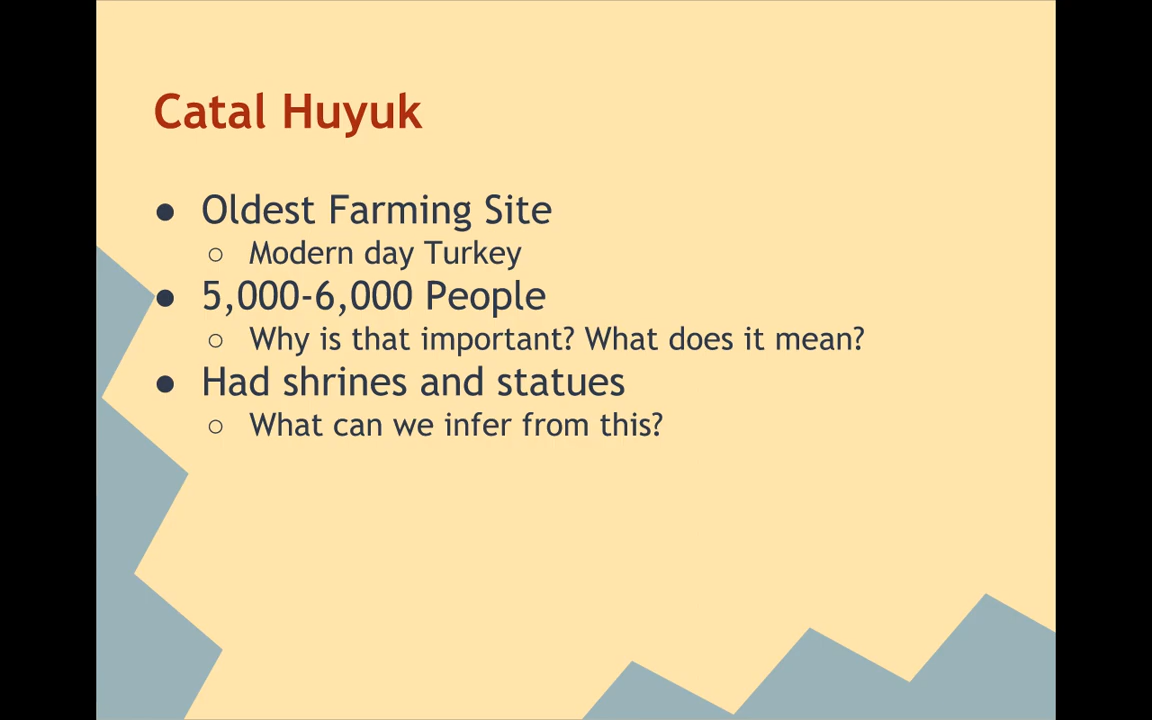 Catal Huyuk
● Oldest Farming Site
○ Modern day Turkey
● 5,000-6,000 People
○ Why is that important? What does it mean?
● Had shrines and statues
○ What can we infer from this?